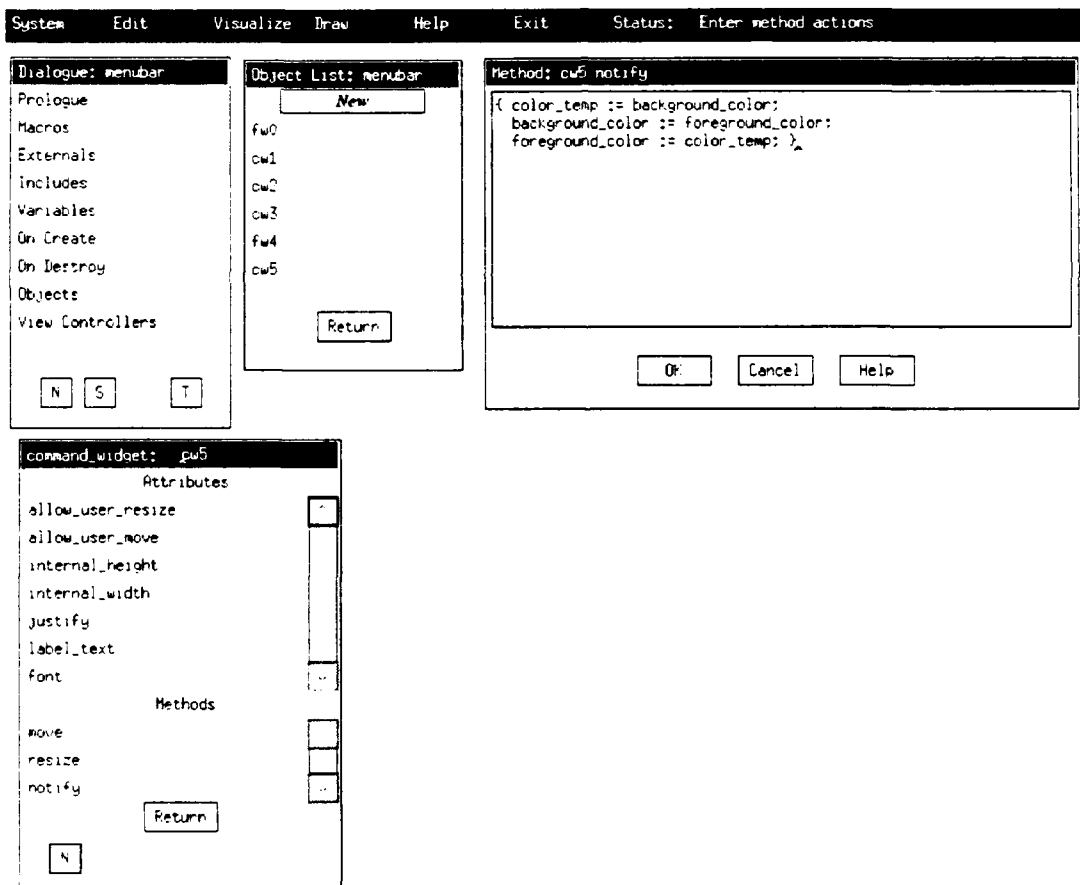 System Edit Visualize Draw Help Exit Status: Enter method actions
Dialogue: menubar
Prologue
Macros
Externals
Includes
Variables
On Create
On Destroy
Objects
View Controllers
N S T
Object List: menubar
New
fw0
cw1
cw2
cw3
fw4
cw5
Return
Method: cw5 notify
{ color_temp := background_color;
background_color := foreground_color;
foreground_color := color_temp; }
OK Cancel Help
command_widget: cw5
Attributes
allow_user_resize
allow_user_move
internal_height
internal_width
justify
label_text
font
Methods
move
resize
notify
Return
N